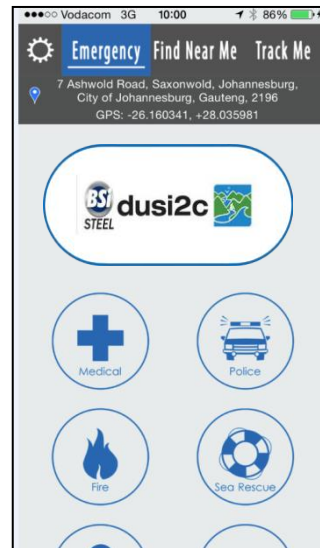 Vodacom 3G 10:00 86%
Emergency Find Near Me Track Me
7 Ashwold Road, Saxonwold, Johannesburg,
City of Johannesburg, Gauteng, 2196
GPS: -26.160341, +28.035981
BSi STEEL dusi2c
Medical Police
Fire Sea Rescue